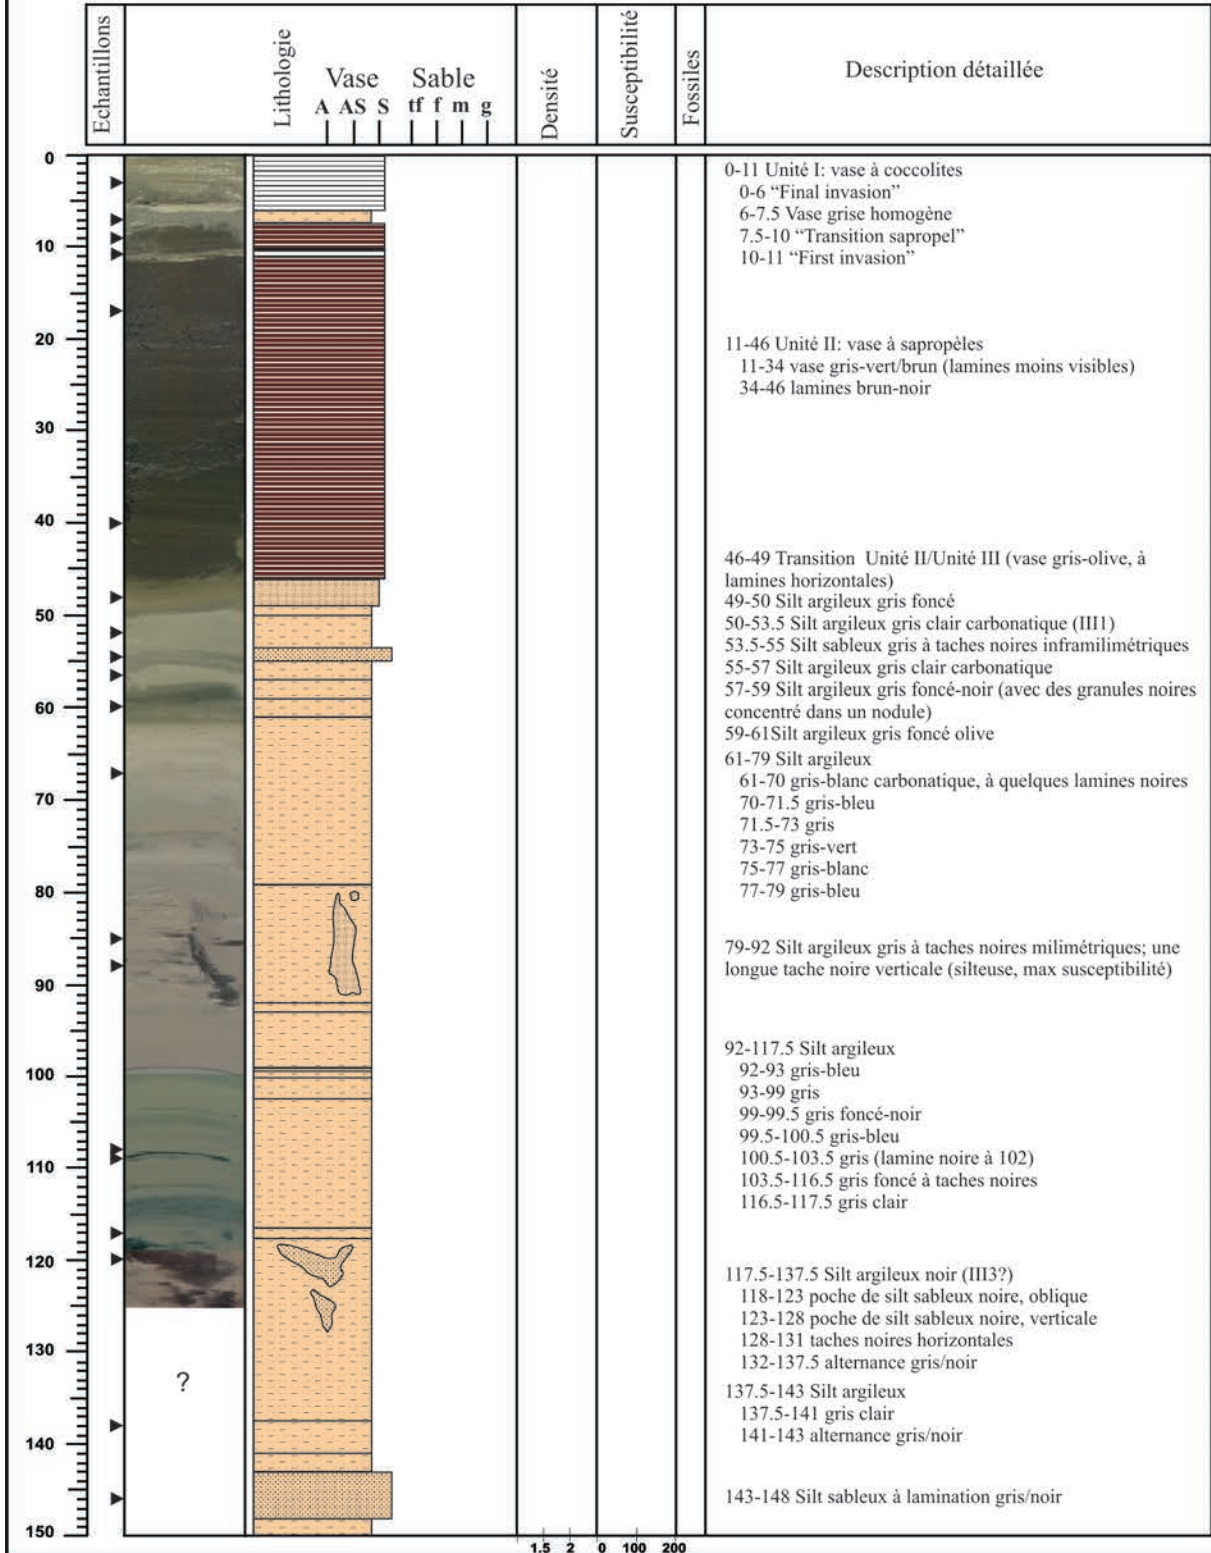 Echantillons
Lithologie
Vase
Sable
A AS S tf f m g
Densité
Susceptibilité
Fossiles
Description détaillée
0
10
20
30
40
50
60
70
80
90
100
110
120
130
140
150
?
0-11 Unité I: vase à coccolites
0-6 “Final invasion”
6-7.5 Vase grise homogène
7.5-10 “Transition sapropel”
10-11 “First invasion”
11-46 Unité II: vase à sapropèles
11-34 vase gris-vert/brun (lamines moins visibles)
34-46 lamines brun-noir
46-49 Transition Unité II/Unité III (vase gris-olive, à
lamines horizontales)
49-50 Silt argileux gris foncé
50-53.5 Silt argileux gris clair carbonatique (III1)
53.5-55 Silt sableux gris à taches noires inframilimétriques
55-57 Silt argileux gris clair carbonatique
57-59 Silt argileux gris foncé-noir (avec des granules noires
concentré dans un nodule)
59-61Silt argileux gris foncé olive
61-79 Silt argileux
61-70 gris-blanc carbonatique, à quelques lamines noires
70-71.5 gris-bleu
71.5-73 gris
73-75 gris-vert
75-77 gris-blanc
77-79 gris-bleu
79-92 Silt argileux gris à taches noires milimétriques; une
longue tache noire verticale (silteuse, max susceptibilité)
92-117.5 Silt argileux
92-93 gris-bleu
93-99 gris
99-99.5 gris foncé-noir
99.5-100.5 gris-bleu
100.5-103.5 gris (lamine noire à 102)
103.5-116.5 gris foncé à taches noires
116.5-117.5 gris clair
117.5-137.5 Silt argileux noir (III3?)
118-123 poche de silt sableux noire, oblique
123-128 poche de silt sableux noire, verticale
128-131 taches noires horizontales
132-137.5 alternance gris/noir
137.5-143 Silt argileux
137.5-141 gris clair
141-143 alternance gris/noir
143-148 Silt sableux à lamination gris/noir
1.5 2 0 100 200